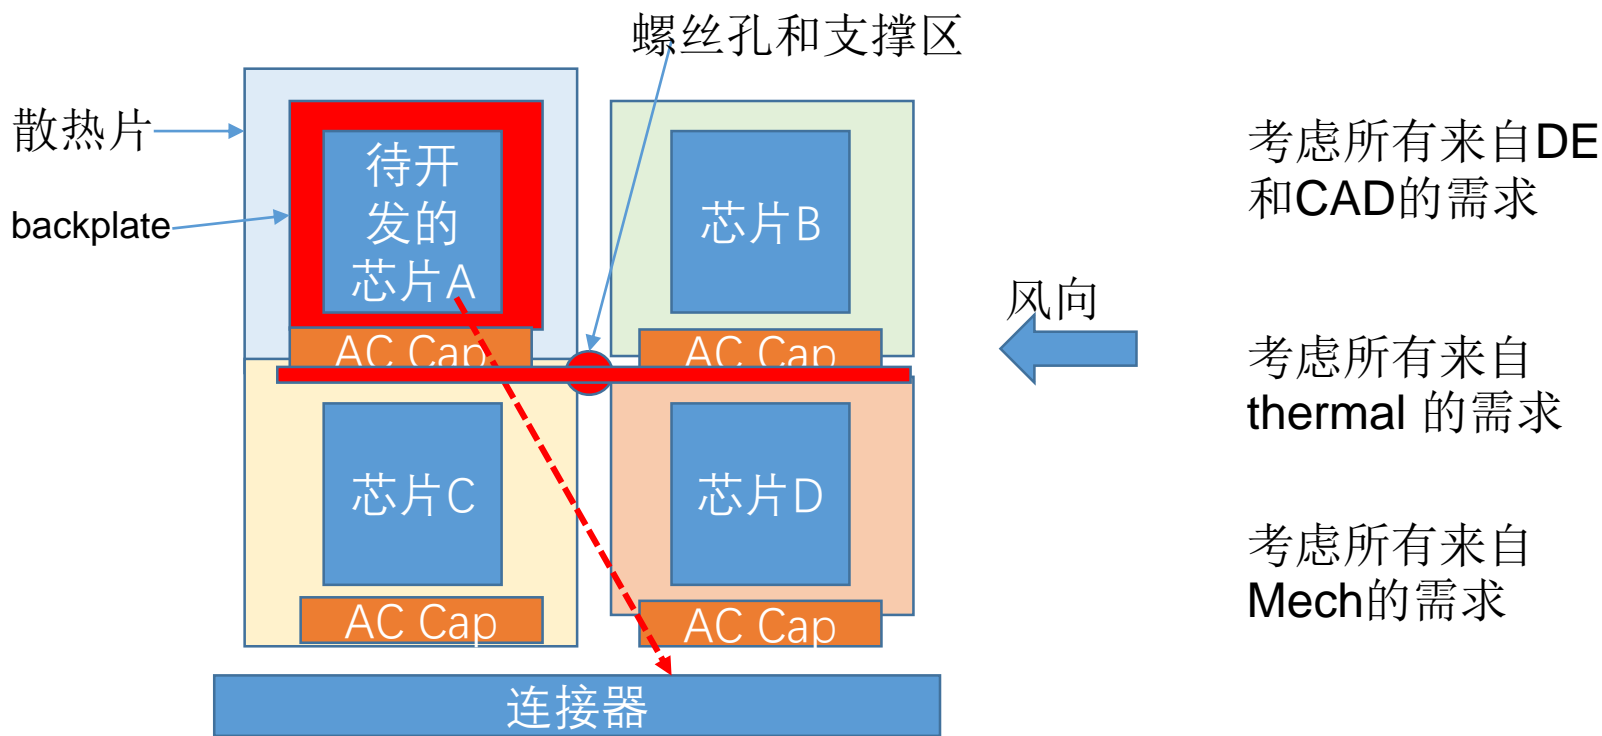 螺丝孔和支撑区
散热片
backplate
待开
发的
芯片A
芯片B
AC Cap
AC Cap
芯片C
芯片D
AC Cap
AC Cap
连接器
风向
考虑所有来自DE
和CAD的需求
考虑所有来自
thermal 的需求
考虑所有来自
Mech的需求